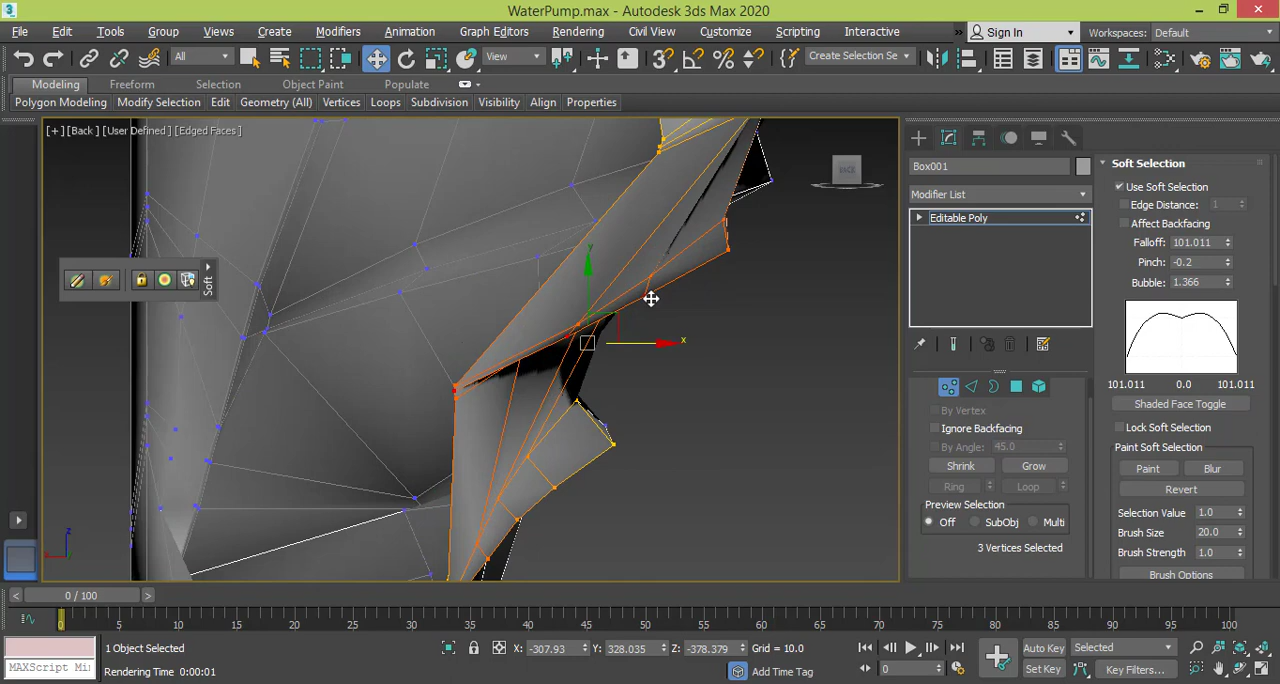 WaterPump.max - Autodesk 3ds Max 2020
File Edit Tools Group Views Create Modifiers Animation Graph Editors Rendering Civil View Customize Scripting Interactive » Sign In Workspaces: Default
All View Create Selection Se
Modeling Freeform Selection Object Paint Populate
Polygon Modeling Modify Selection Edit Geometry (All) Vertices Loops Subdivision Visibility Align Properties
[+] [Back] [User Defined] [Edged Faces]
Soft
y
x
z
x
Box001
Modifier List
Editable Poly
By Vertex
Ignore Backfacing
By Angle: 45.0
Shrink Grow
Ring Loop
Preview Selection
Off SubObj Multi
3 Vertices Selected
Soft Selection
Use Soft Selection
Edge Distance: 1
Affect Backfacing
Falloff: 101.011
Pinch: -0.2
Bubble: 1.366
101.011 0.0 101.011
Shaded Face Toggle
Lock Soft Selection
Paint Soft Selection
Paint Blur
Revert
Selection Value 1.0
Brush Size 20.0
Brush Strength 1.0
Brush Options
< 0 / 100 >
0 5 10 15 20 25 30 35 40 45 50 55 60 65 70 75 80 85 90 95 100
1 Object Selected X: -307.93 Y: 328.035 Z: -378.379 Grid = 10.0 Auto Key Selected
MAXScript Mi Rendering Time 0:00:01 Add Time Tag 0 Set Key Key Filters...